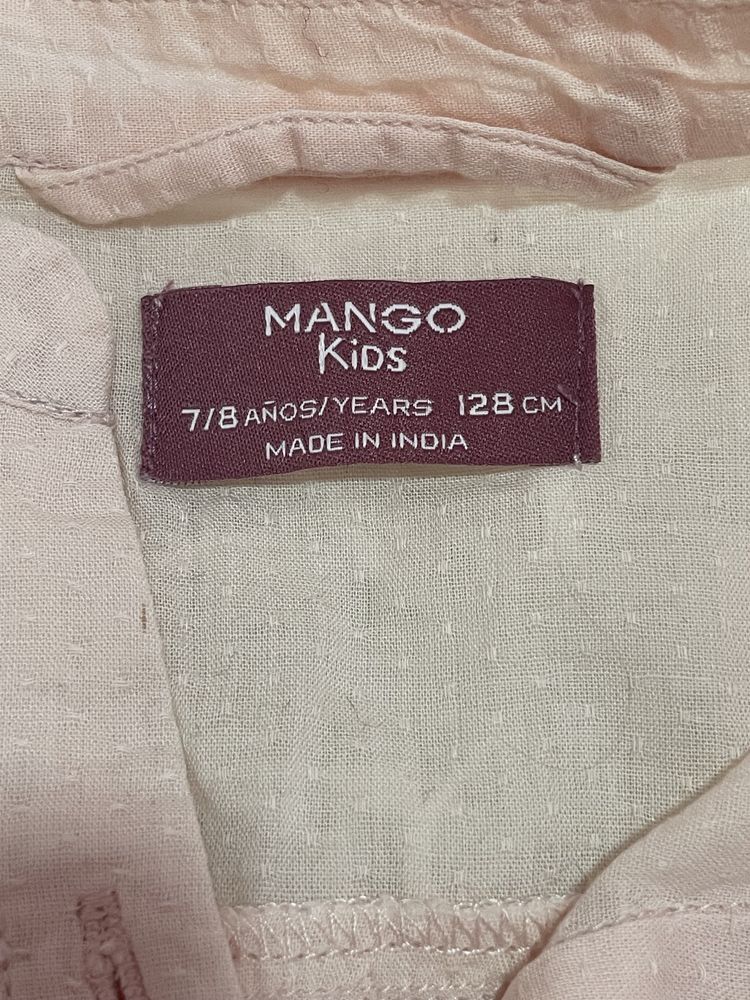 MANGO
KiDS
7/8 AÑOS/YEARS 128 CM
MADE IN INDIA